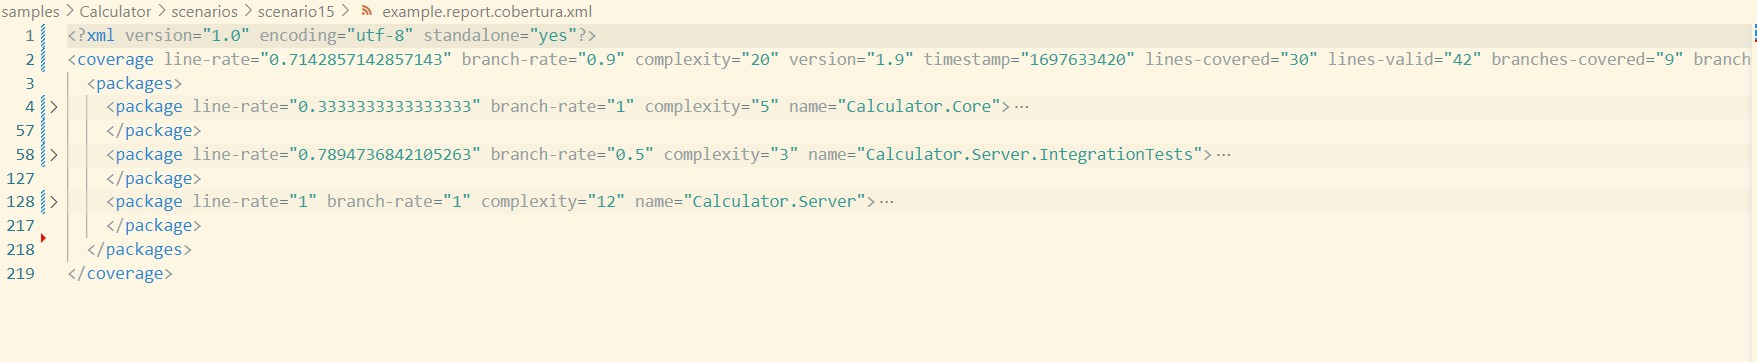 samples > Calculator > scenarios > scenario15 > example.report.cobertura.xml
1 <?xml version="1.0" encoding="utf-8" standalone="yes"?>
2 <coverage line-rate="0.7142857142857143" branch-rate="0.9" complexity="20" version="1.9" timestamp="1697633420" lines-covered="30" lines-valid="42" branches-covered="9" branch
3 <packages>
4 > <package line-rate="0.3333333333333333" branch-rate="1" complexity="5" name="Calculator.Core">···
57 </package>
58 > <package line-rate="0.7894736842105263" branch-rate="0.5" complexity="3" name="Calculator.Server.IntegrationTests">···
127 </package>
128 > <package line-rate="1" branch-rate="1" complexity="12" name="Calculator.Server">···
217 </package>
218 </packages>
219 </coverage>